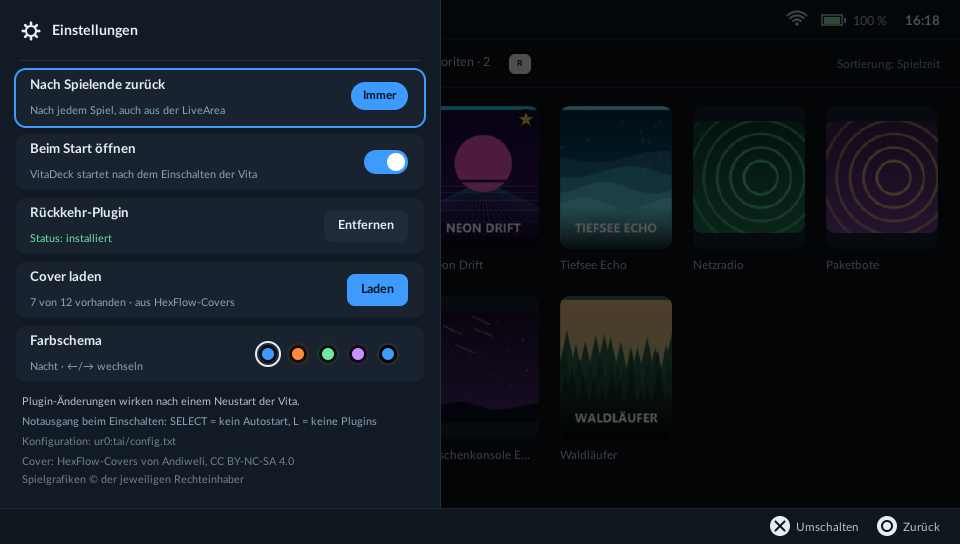 Einstellungen
100 %
16:18
oriten · 2
R
Sortierung: Spielzeit
Nach Spielende zurück
Nach jedem Spiel, auch aus der LiveArea
Immer
Beim Start öffnen
VitaDeck startet nach dem Einschalten der Vita
Rückkehr-Plugin
Status: installiert
Entfernen
Cover laden
7 von 12 vorhanden · aus HexFlow-Covers
Laden
Farbschema
Nacht · ←/→ wechseln
Plugin-Änderungen wirken nach einem Neustart der Vita.
Notausgang beim Einschalten: SELECT = kein Autostart, L = keine Plugins
Konfiguration: ur0:tai/config.txt
Cover: HexFlow-Covers von Andiweli, CC BY-NC-SA 4.0
Spielgrafiken © der jeweiligen Rechteinhaber
NEON DRIFT
TIEFSEE ECHO
on Drift
Tiefsee Echo
Netzradio
Paketbote
WALDLÄUFER
schenkonsole E...
Waldläufer
Umschalten
Zurück